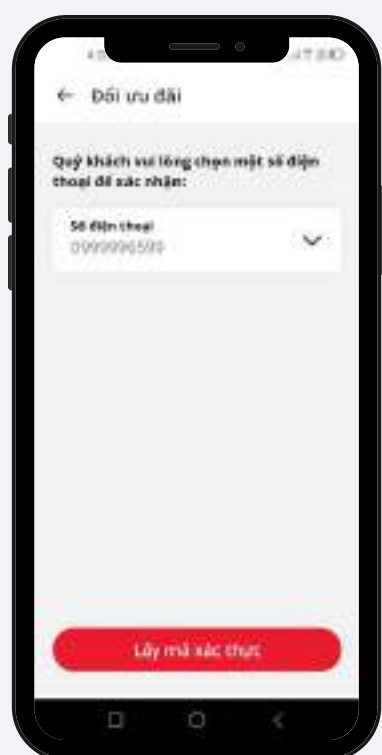 Đổi ưu đãi
Quý khách vui lòng chọn một số điện
thoại để xác nhận:
Số điện thoại
0999996599
Lấy mã xác thực